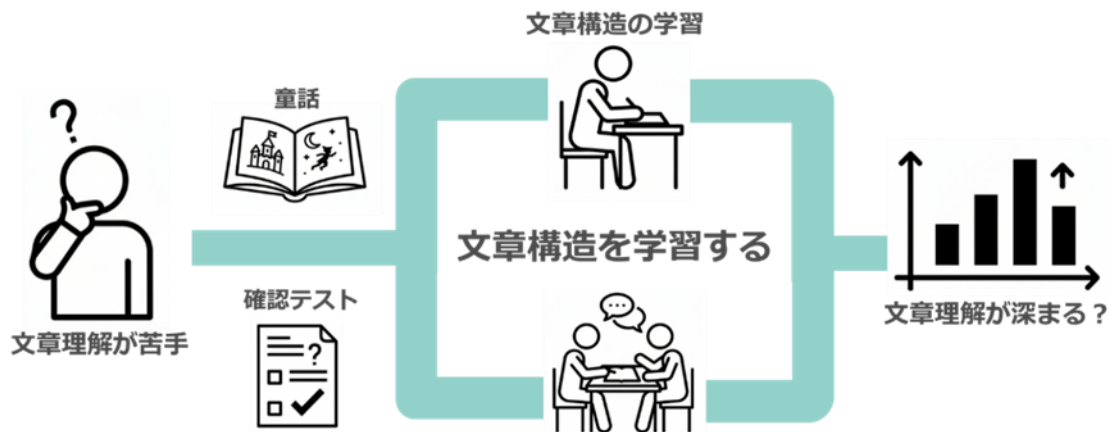 文章構造の学習
童話
?
文章構造を学習する
確認テスト
?
文章理解が苦手
文章理解が深まる？